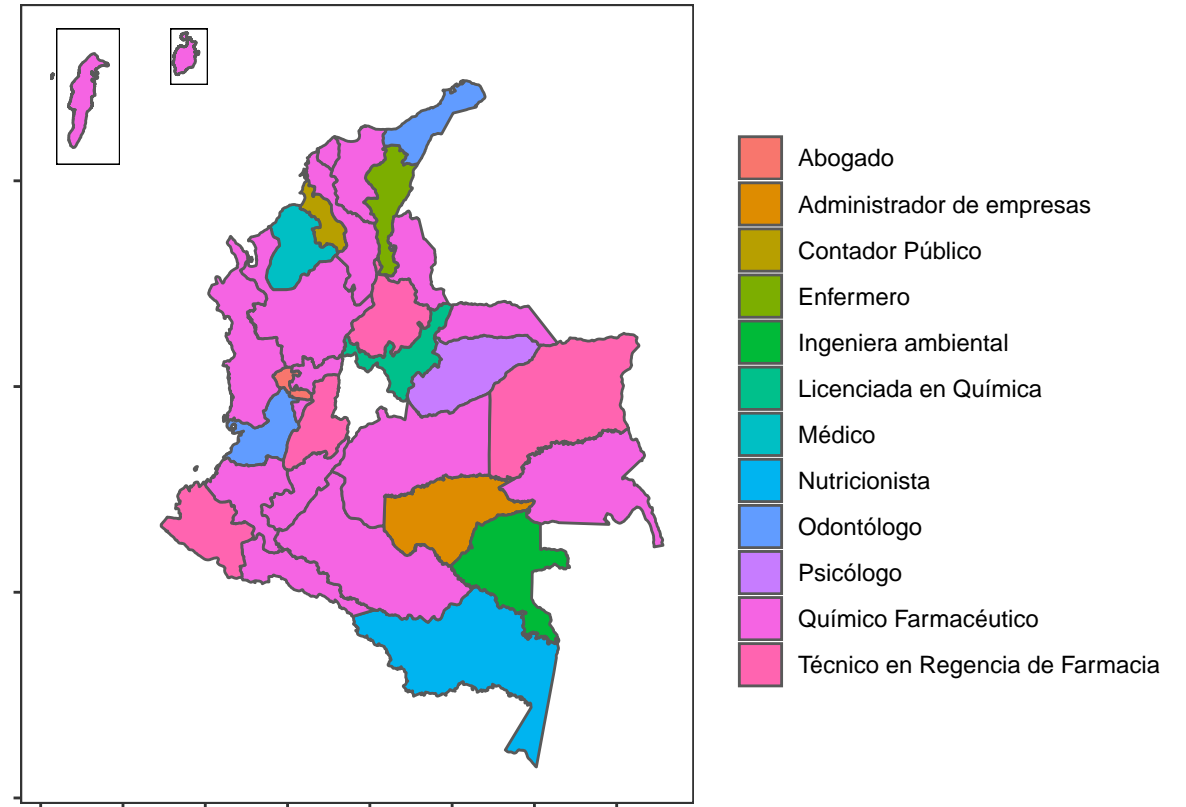 Abogado
Administrador de empresas
Contador Público
Enfermero
Ingeniera ambiental
Licenciada en Química
Médico
Nutricionista
Odontólogo
Psicólogo
Químico Farmacéutico
Técnico en Regencia de Farmacia